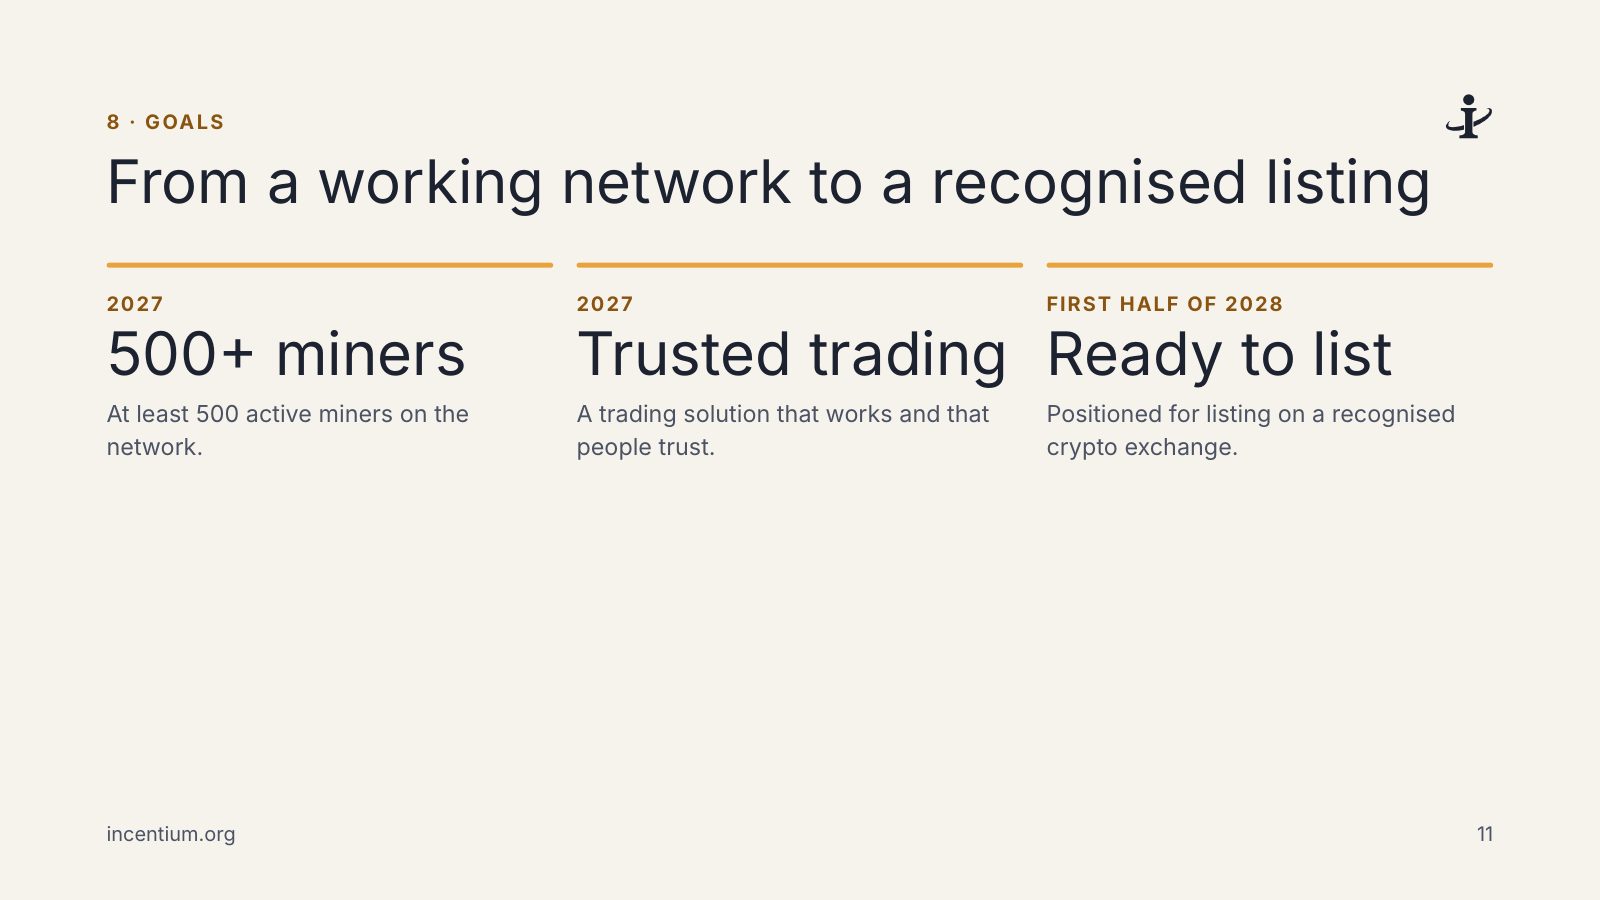 8 · GOALS
From a working network to a recognised listing
2027
500+ miners
At least 500 active miners on the
network.
2027
Trusted trading
A trading solution that works and that
people trust.
FIRST HALF OF 2028
Ready to list
Positioned for listing on a recognised
crypto exchange.
incentium.org
11